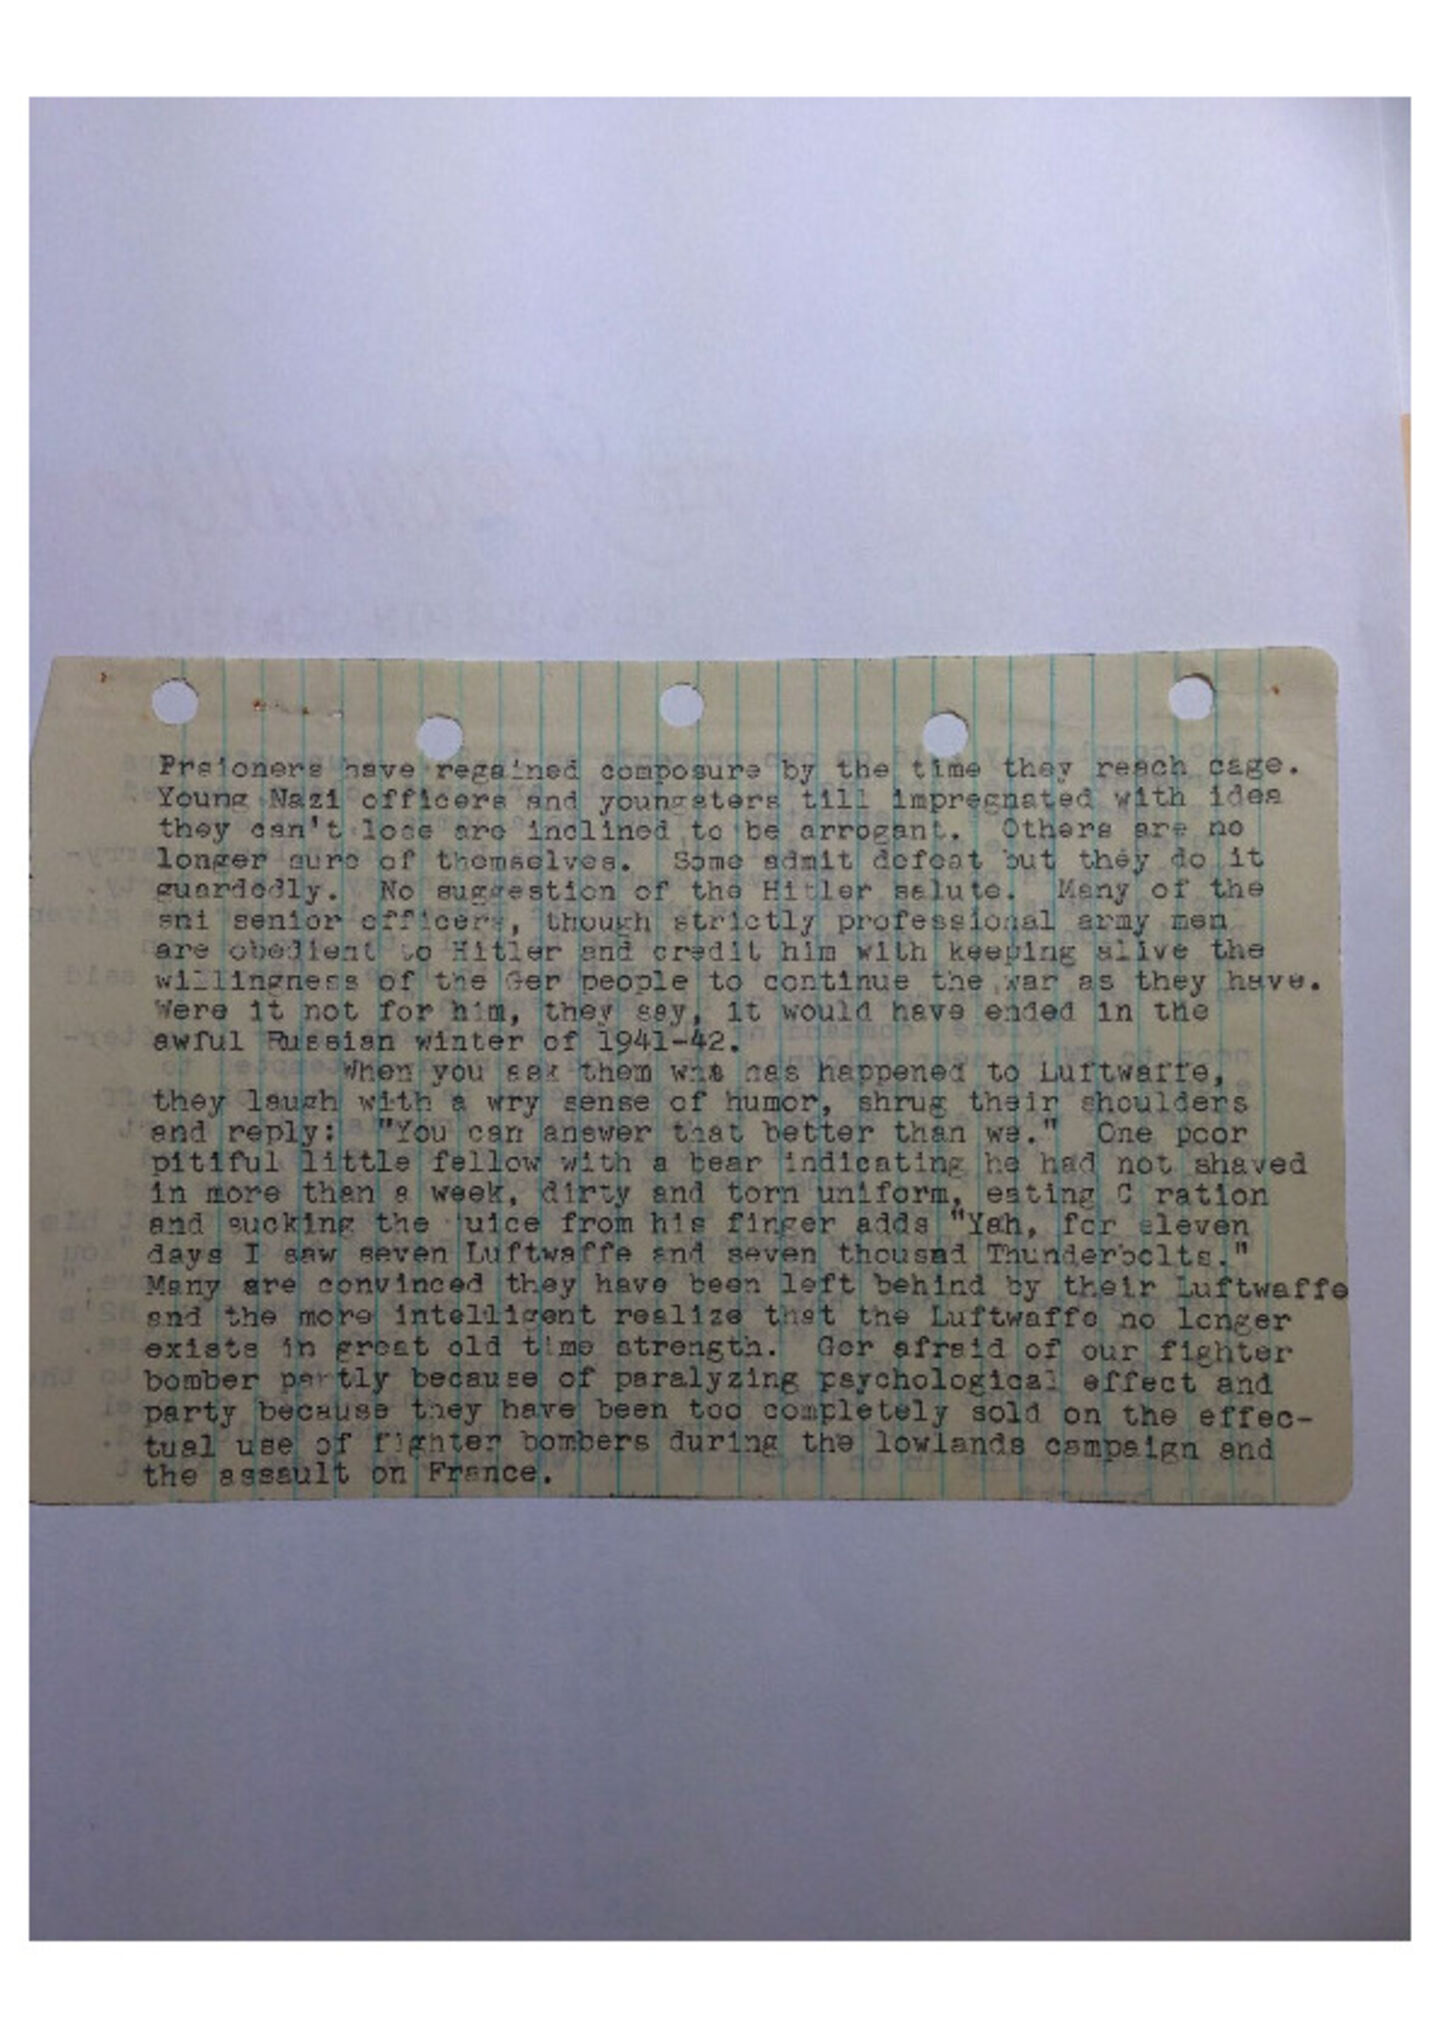 Prsioners have regained composure by the time they reach cage.
Young Nazi officers and youngsters till impregnated with idea
they can't lose are inclined to be arrogant. Others are no
longer sure of themselves. Some admit defeat but they do it
guardedly. No suggestion of the Hitler salute. Many of the
sni senior officers, though strictly professional army men
are obedient to Hitler and credit him with keeping alive the
willingness of the Ger people to continue the war as they have.
Were it not for him, they say, it would have ended in the
awful Russian winter of 1941-42.
When you ask them has happened to Luftwaffe,
they laugh with a wry sense of humor, shrug their shoulders
and reply: "You can answer that better than we." One poor
pitiful little fellow with a bear indicating he had not shaved
in more than a week, dirty and torn uniform, eating C ration
and sucking the juice from his finger adds "Yah, for eleven
days I saw seven Luftwaffe and seven thousad Thunderbolts."
Many are convinced they have been left behind by their Luftwaffe
and the more intelligent realize that the Luftwaffe no longer
exists in great old time strength. Ger afraid of our fighter
bomber partly because of paralyzing psychological effect and
party because they have been too completely sold on the effec-
tual use of fighter bombers during the lowlands campaign and
the assault on France.